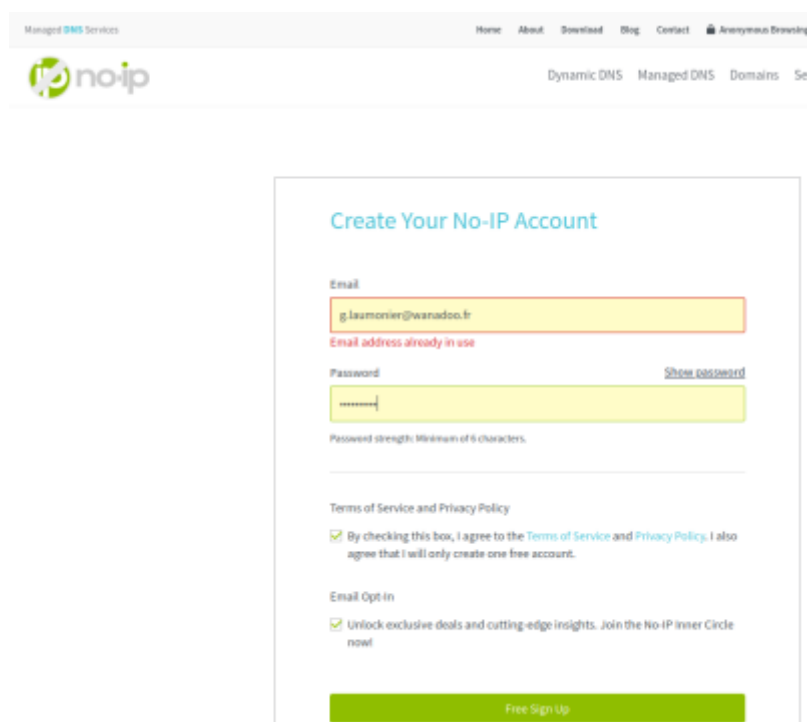 Managed DNS Services
Home About Download Blog Contact Anonymous Browsing
no-ip
Dynamic DNS Managed DNS Domains Se
Create Your No-IP Account
Email
g.laumonier@wanadoo.fr
Email address already in use
Password Show password
Password strength: Minimum of 6 characters.
Terms of Service and Privacy Policy
By checking this box, I agree to the Terms of Service and Privacy Policy. I also
agree that I will only create one free account.
Email Opt-In
Unlock exclusive deals and cutting-edge insights. Join the No-IP Inner Circle
now!
Free Sign Up